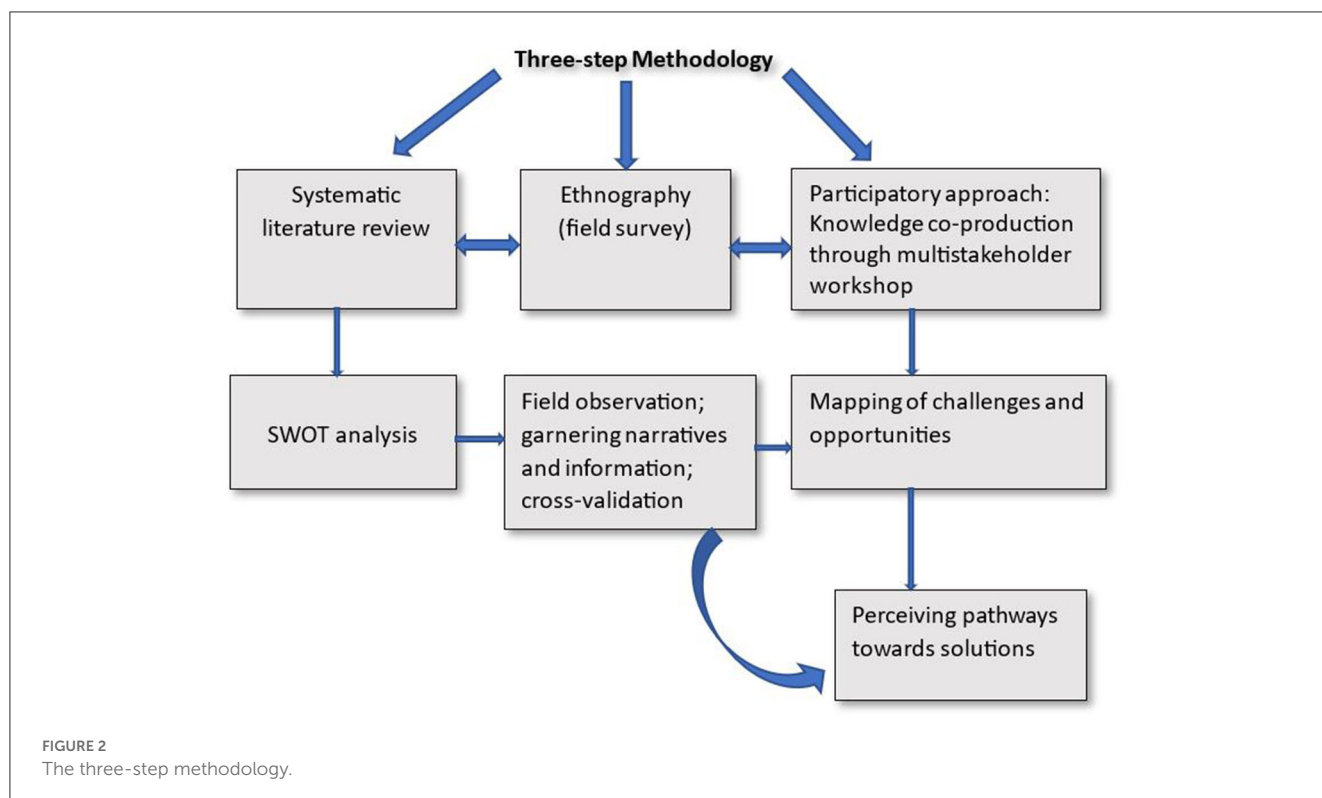 Three-step Methodology
Systematic
literature review
Ethnography
(field survey)
Participatory approach:
Knowledge co-production
through multistakeholder
workshop
SWOT analysis
Field observation;
garnering narratives
and information;
cross-validation
Mapping of challenges and
opportunities
Perceiving pathways
towards solutions
FIGURE 2
The three-step methodology.